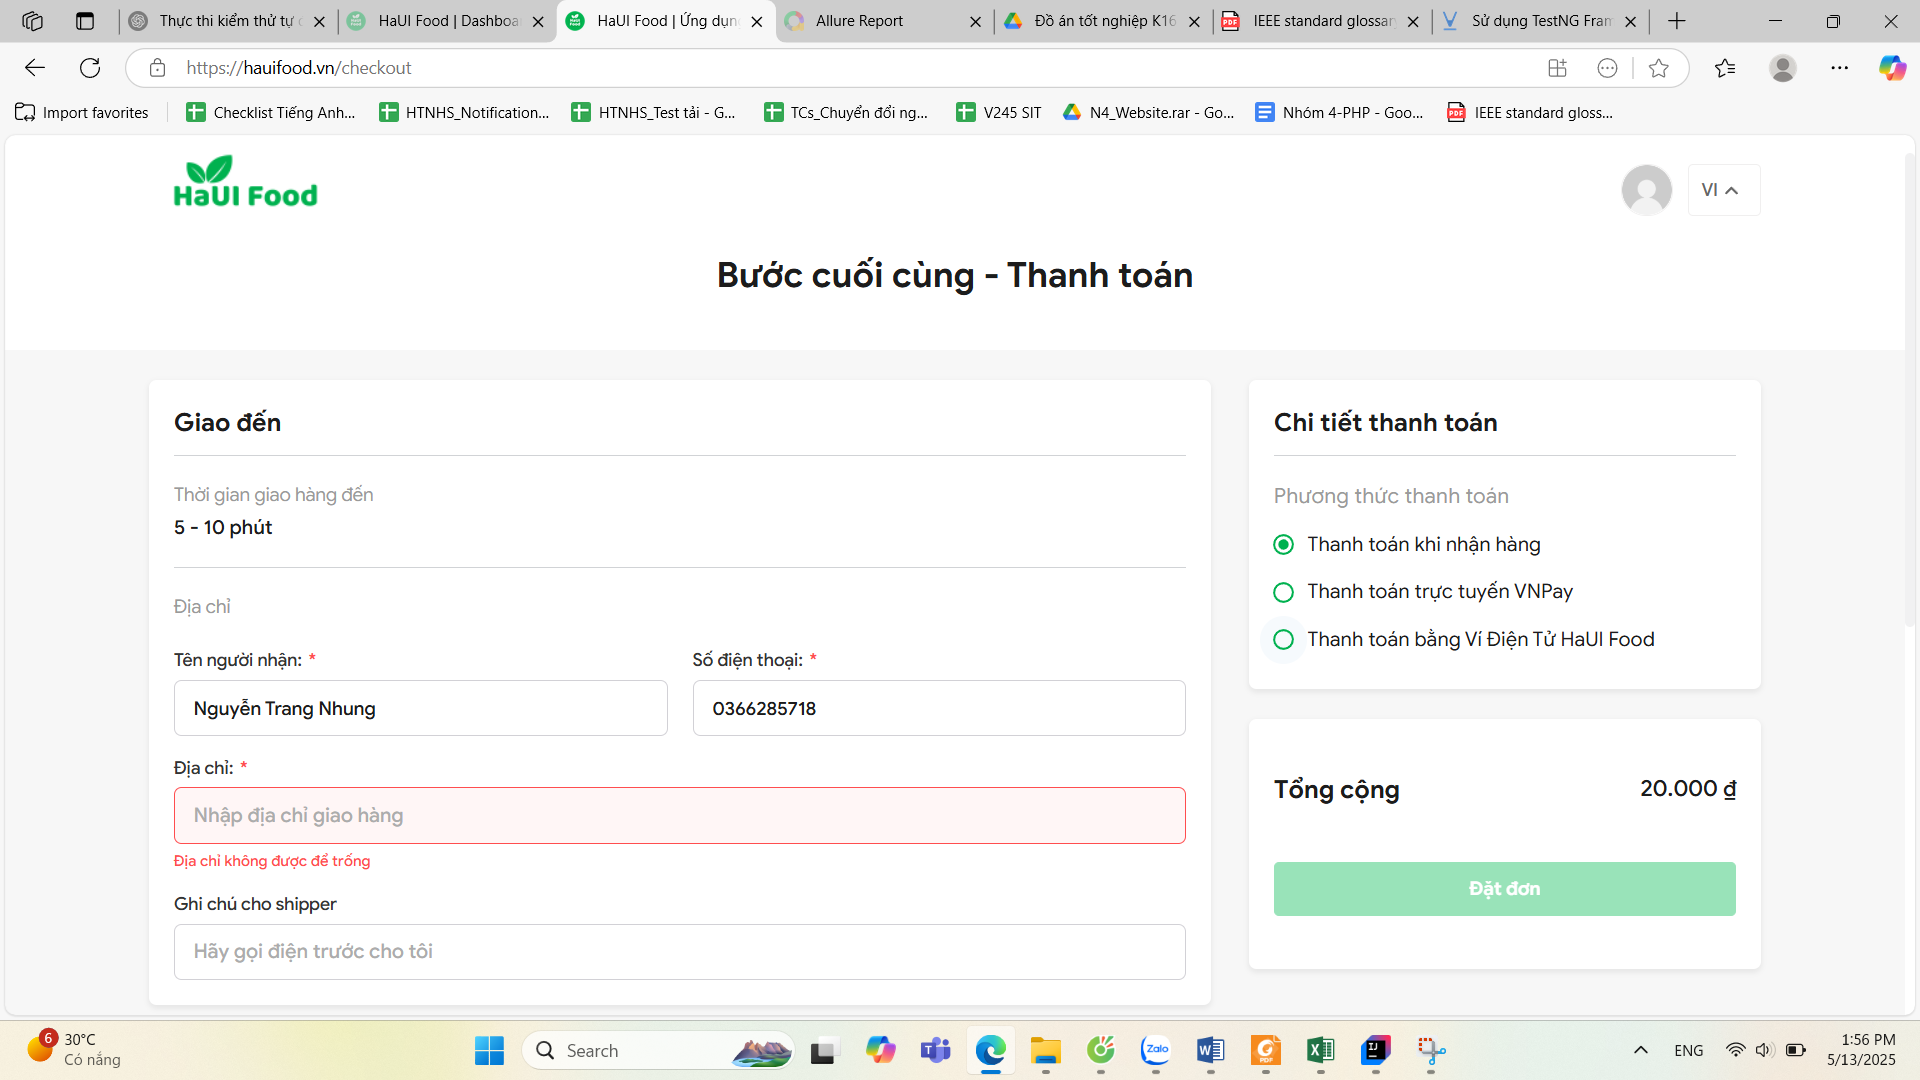 Thực thi kiểm thử tự
HaUI Food | Dashboa
HaUI Food | Ứng dụn
Allure Report
Đồ án tốt nghiệp K16
IEEE standard glossar
Sử dụng TestNG Fram
https://hauifood.vn/checkout
Import favorites
Checklist Tiếng Anh...
HTNHS_Notification...
HTNHS_Test tải - G...
TCs_Chuyển đổi ng...
V245 SIT
N4_Website.rar - Go...
Nhóm 4-PHP - Goo...
IEEE standard gloss...
HaUI Food
VI
Bước cuối cùng - Thanh toán
Giao đến
Thời gian giao hàng đến
5 - 10 phút
Địa chỉ
Tên người nhận: *
Số điện thoại: *
Nguyễn Trang Nhung
0366285718
Địa chỉ: *
Nhập địa chỉ giao hàng
Địa chỉ không được để trống
Ghi chú cho shipper
Hãy gọi điện trước cho tôi
Chi tiết thanh toán
Phương thức thanh toán
Thanh toán khi nhận hàng
Thanh toán trực tuyến VNPay
Thanh toán bằng Ví Điện Tử HaUI Food
Tổng cộng
20.000 ₫
Đặt đơn
6
30°C
Có nắng
Search
Zalo
ENG
1:56 PM
5/13/2025